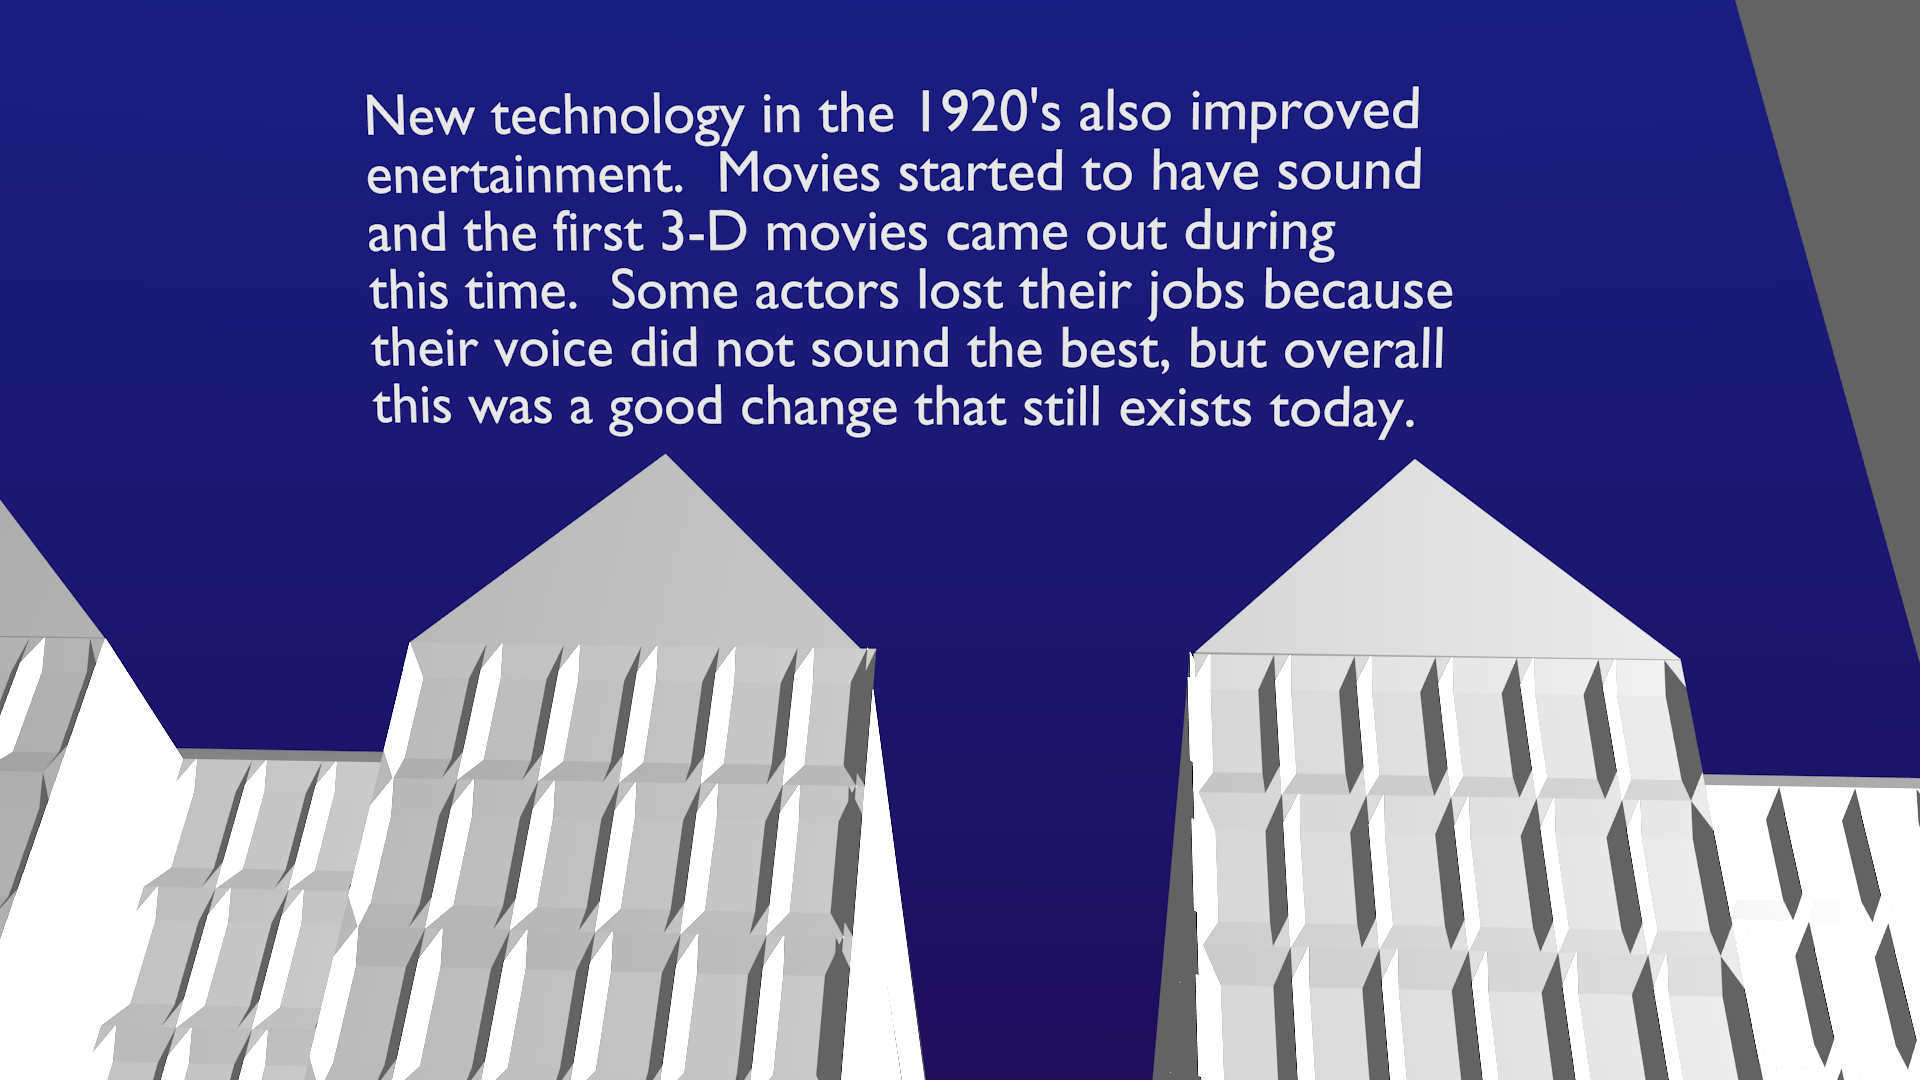 New technology in the 1920's also improved
enertainment.  Movies started to have sound
and the first 3-D movies came out during
this time.  Some actors lost their jobs because
their voice did not sound the best, but overall
this was a good change that still exists today.